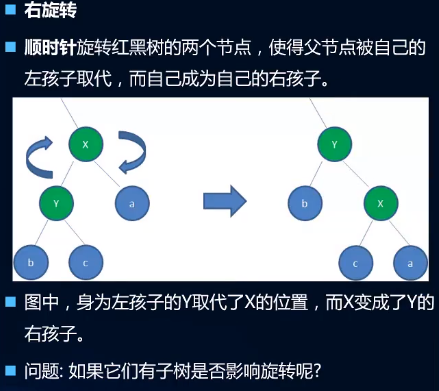 右旋转
顺时针旋转红黑树的两个节点，使得父节点被自己的
左孩子取代，而自己成为自己的右孩子。
X
Y
Y
a
b
X
b
c
c
a
图中，身为左孩子的Y取代了X的位置，而X变成了Y的
右孩子。
问题: 如果它们有子树是否影响旋转呢?